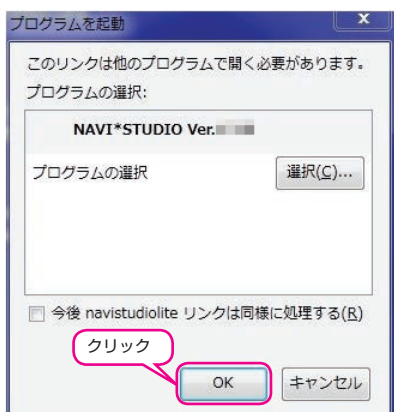 プログラムを起動
このリンクは他のプログラムで開く必要があります。
プログラムの選択:
NAVI*STUDIO Ver.
プログラムの選択
選択(C)...
今後 navistudiolite リンクは同様に処理する(R)
クリック
OK
キャンセル